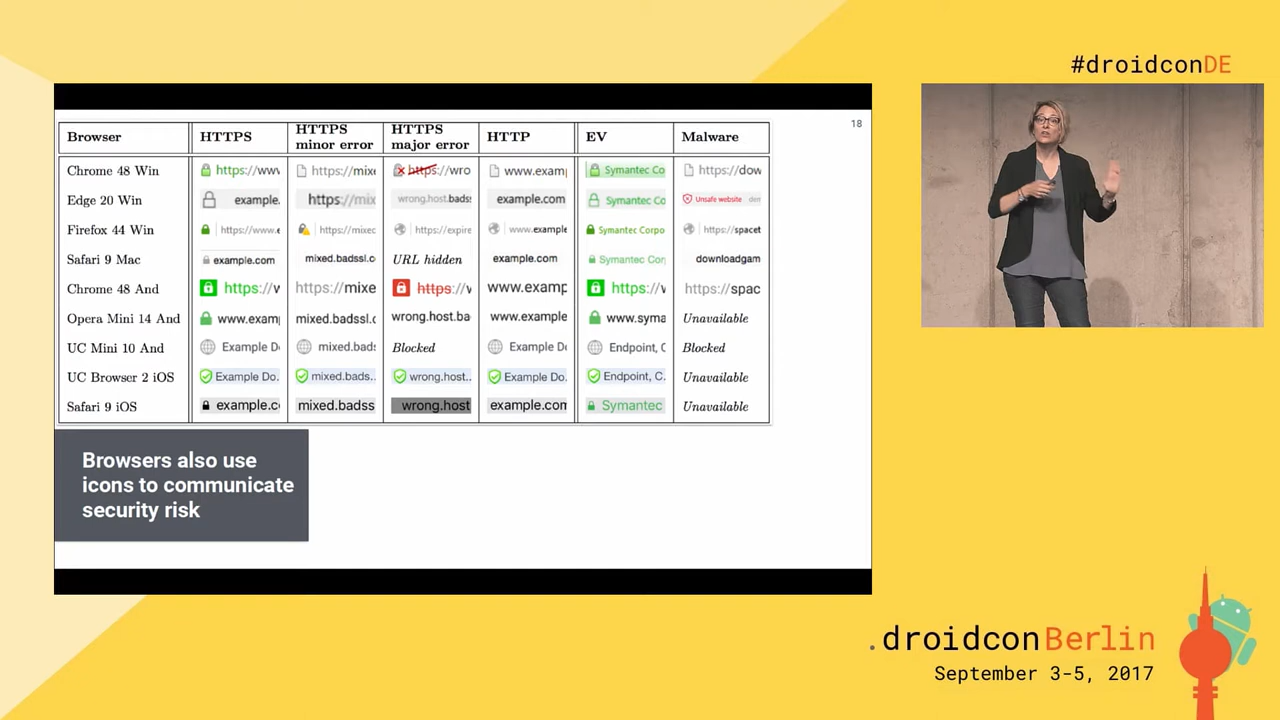 #droidconDE
18
Browser HTTPS HTTPS minor error HTTPS major error HTTP EV Malware
Chrome 48 Win https://www https://mixe https://wro www.exam Symantec Co https://dow
Edge 20 Win example. https://mix wrong.host.bads example.com Symantec Co Unsafe website
Firefox 44 Win https://www.e https://mixed https://expire www.example Symantec Corpo https://spacet
Safari 9 Mac example.com mixed.badssl.c URL hidden example.com Symantec Cor downloadgam
Chrome 48 And https://w https://mixe https://v www.examp https://w https://spac
Opera Mini 14 And www.exam mixed.badssl.c wrong.host.ba www.example www.syma Unavailable
UC Mini 10 And Example D mixed.bads Blocked Example D Endpoint, C Blocked
UC Browser 2 iOS Example Do. mixed.bads.. wrong.host.. Example Do. Endpoint, C. Unavailable
Safari 9 iOS example.c mixed.badss wrong.host example.com Symantec Unavailable
Browsers also use
icons to communicate
security risk
.droidconBerlin
September 3-5, 2017